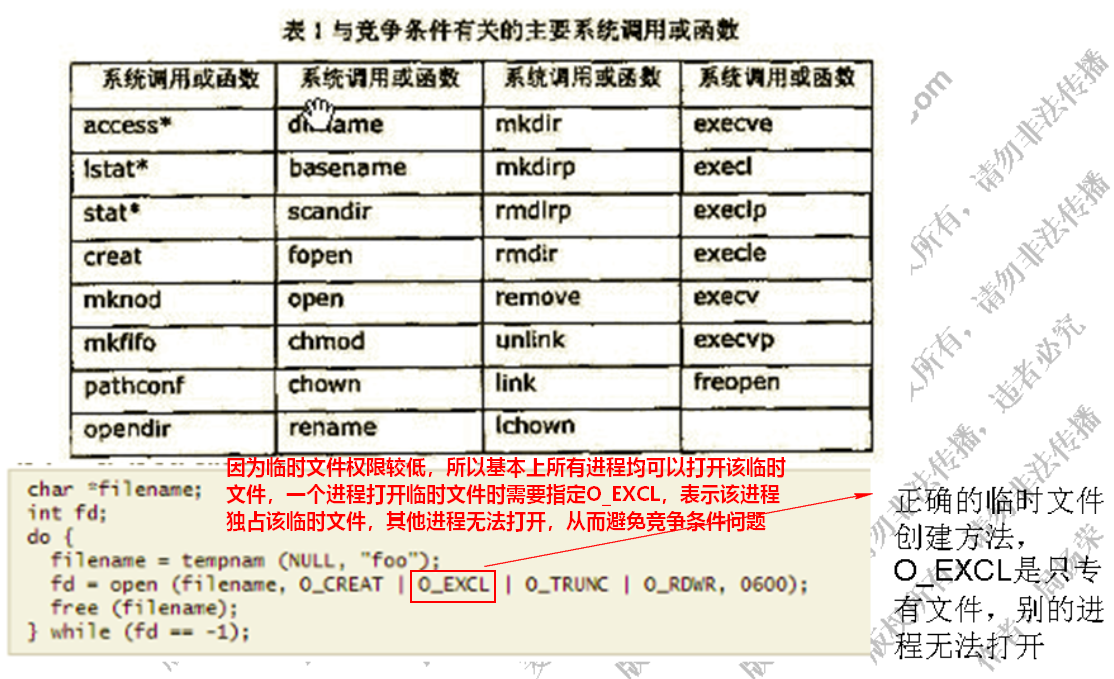 表 1 与竞争条件有关的主要系统调用或函数
系统调用或函数 系统调用或函数 系统调用或函数 系统调用或函数
access* mkdir execve
lstat* basename mkdirp execl
stat* scandir rmdirp execlp
creat fopen rmdir execle
mknod open remove execv
mkfifo chmod unlink execvp
pathconf chown link freopen
opendir rename lchown
因为临时文件权限较低，所以基本上所有进程均可以打开该临时
文件，一个进程打开临时文件时需要指定O_EXCL，表示该进程
独占该临时文件，其他进程无法打开，从而避免竞争条件问题
char *filename;
int fd;
do {
filename = tempnam (NULL, "foo");
fd = open (filename, O_CREAT | O_EXCL | O_TRUNC | O_RDWR, 0600);
free (filename);
} while (fd == -1);
正确的临时文件
创建方法，
O_EXCL是只专
有文件，别的进
程无法打开
.com
请勿非法传播
人所有，请勿非法传播
人所有，违者必究
请勿非法传播
版权所有